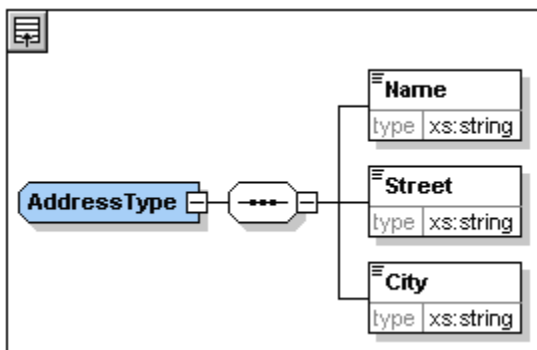 Name
type xs:string
AddressType
Street
type xs:string
City
type xs:string